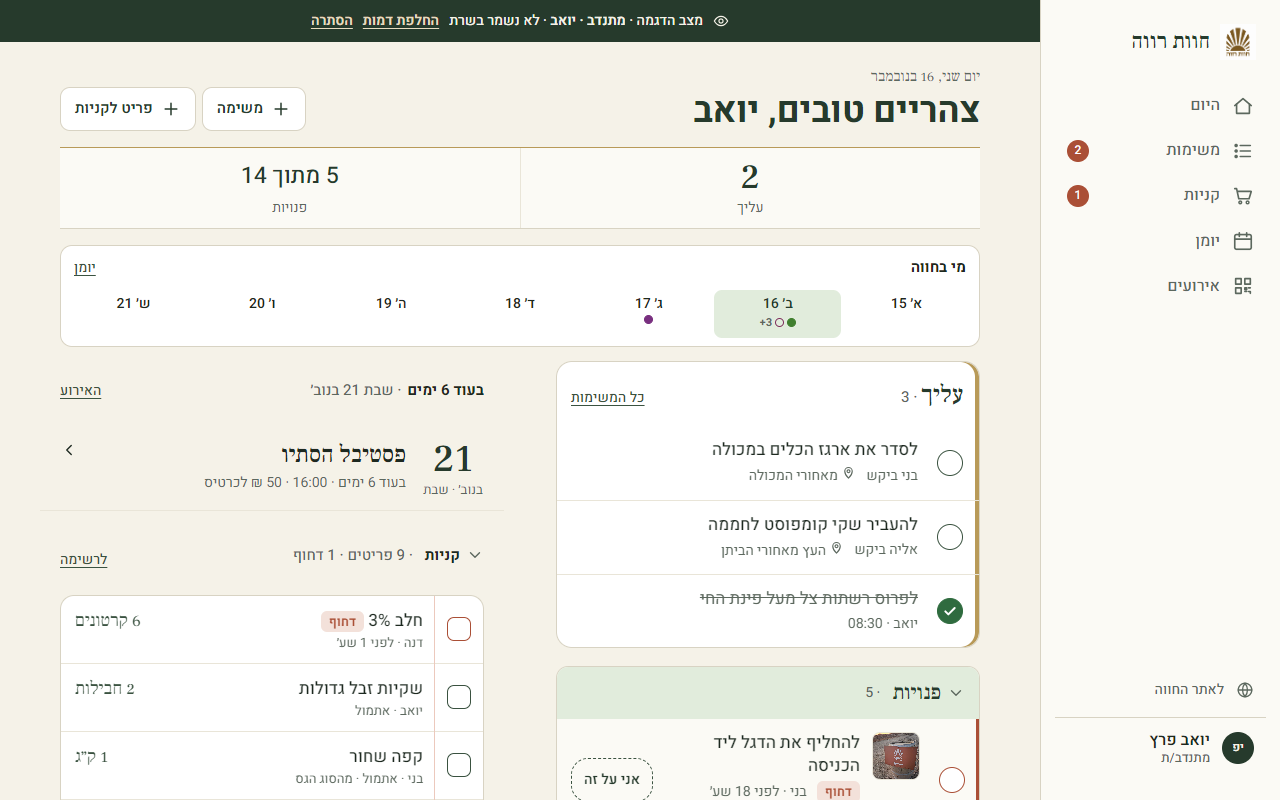 מצב הדגמה · מתנדב · יואב · לא נשמר בשרת החלפת דמות הסתרה
חוות רווה
היום
משימות 2
קניות 1
יומן
אירועים
לאתר החווה
יפ יואב פרץ
מתנדב/ת
יום שני, 16 בנובמבר
צהריים טובים, יואב
משימה
פריט לקניות
2
עליך
5 מתוך 14
פנויות
מי בחווה יומן
א׳ 15 ב׳ 16 ג׳ 17 ד׳ 18 ה׳ 19 ו׳ 20 ש׳ 21
+3
עליך · 3 כל המשימות
לסדר את ארגז הכלים במכולה
בני ביקש מאחורי המכולה
להעביר שקי קומפוסט לחממה
אליה ביקש העץ מאחורי הביתן
לפרוס רשתות צל מעל פינת החי
יואב · 08:30
פנויות · 5
להחליף את הדגל ליד
הכניסה
דחוף בני · לפני 18 שע׳
אני על זה
בעוד 6 ימים · שבת 21 בנוב׳ האירוע
21
בנוב׳ · שבת
פסטיבל הסתיו
בעוד 6 ימים · 16:00 · 50 ₪ לכרטיס
קניות · 9 פריטים · 1 דחוף לרשימה
חלב 3% דחוף 6 קרטונים
דנה · לפני 1 שע׳
שקיות זבל גדולות 2 חבילות
יואב · אתמול
קפה שחור 1 ק״ג
בני · אתמול · מהסוג הגס